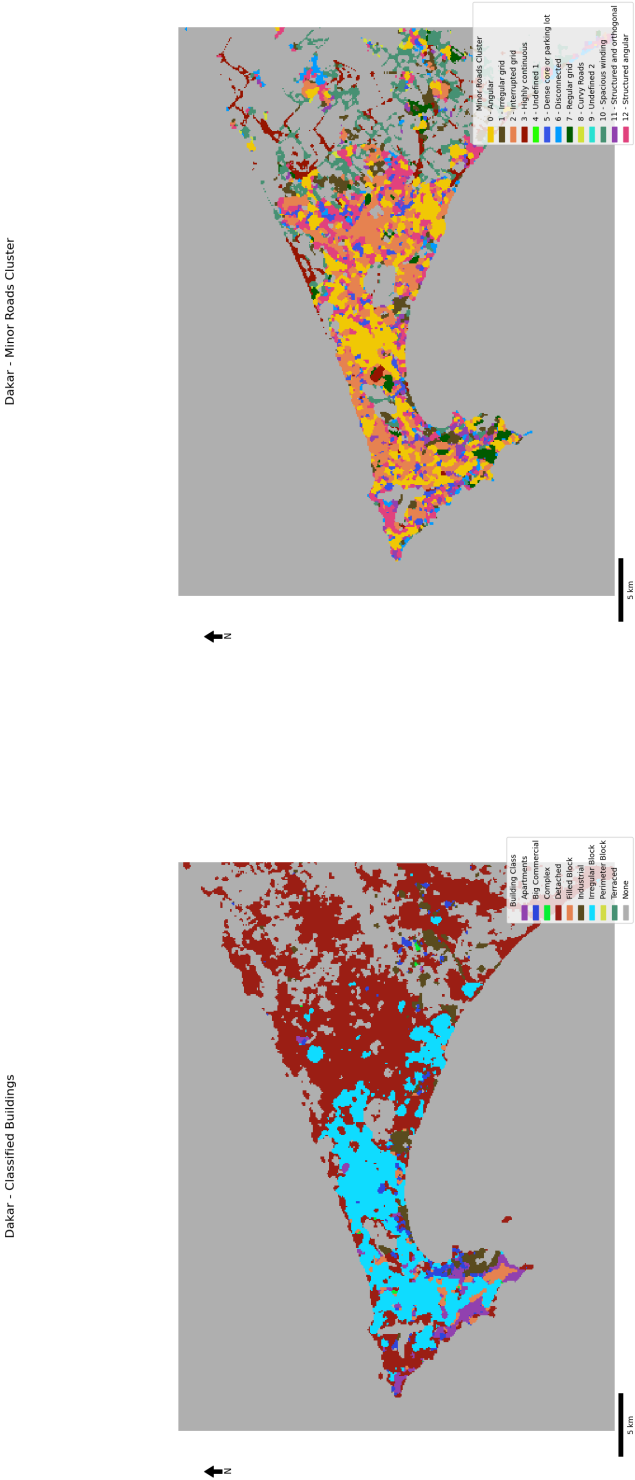 Dakar - Classified Buildings
Building Class
Apartments
Big Commercial
Complex
Detached
Filled Block
Industrial
Irregular Block
Perimeter Block
Terraced
None
N
5 km
Dakar - Minor Roads Cluster
Minor Roads Cluster
0 - Angular
1 - Irregular grid
2 - Interrupted grid
3 - Highly continuous
4 - Undefined 1
5 - Dense core or parking lot
6 - Disconnected
7 - Regular grid
8 - Curvy Roads
9 - Undefined 2
10 - Spacious winding
11 - Structured and orthogonal
12 - Structured angular
N
5 km